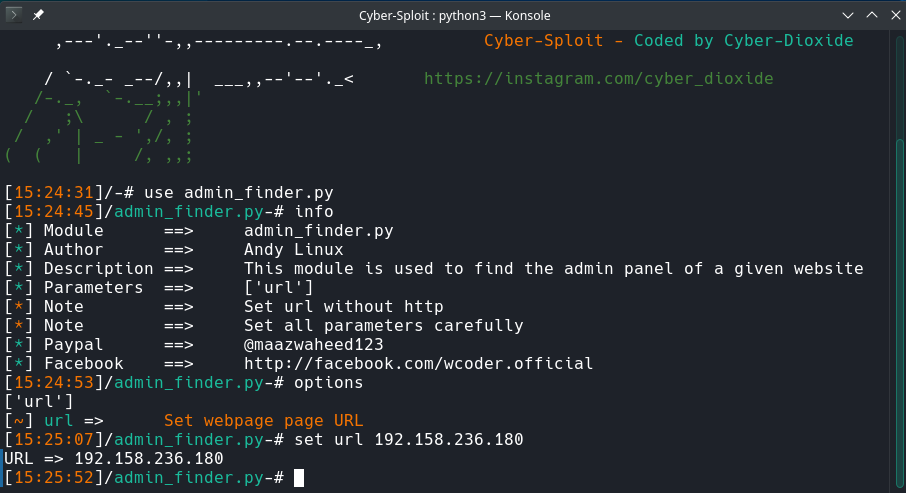 Cyber-Sploit : python3 — Konsole
,---'._--''-,,---------.--.----_, Cyber-Sploit - Coded by Cyber-Dioxide
/ `-._- _--/,,| ___,,--'--'._< https://instagram.com/cyber_dioxide
/-._, `-.__;,,|'
/ ;\ / , ;
/ ,' | _ - ',/, ;
( ( | /, ,,;
[15:24:31]/-# use admin_finder.py
[15:24:45]/admin_finder.py-# info
[*] Module ==> admin_finder.py
[*] Author ==> Andy Linux
[*] Description ==> This module is used to find the admin panel of a given website
[*] Parameters ==> ['url']
[*] Note ==> Set url without http
[*] Note ==> Set all parameters carefully
[*] Paypal ==> @maazwaheed123
[*] Facebook ==> http://facebook.com/wcoder.official
[15:24:53]/admin_finder.py-# options
['url']
[~] url => Set webpage page URL
[15:25:07]/admin_finder.py-# set url 192.158.236.180
URL => 192.158.236.180
[15:25:52]/admin_finder.py-#